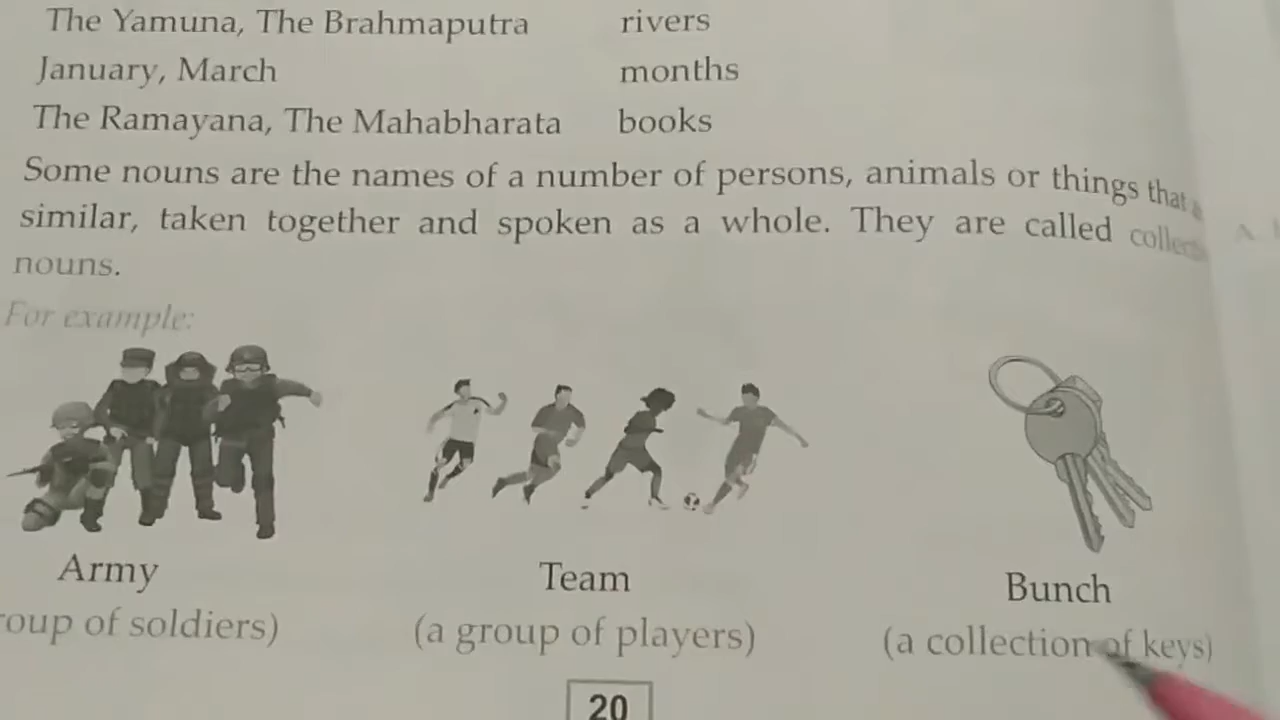 The Yamuna, The Brahmaputra rivers
January, March months
The Ramayana, The Mahabharata books
Some nouns are the names of a number of persons, animals or things that
similar, taken together and spoken as a whole. They are called
nouns.
For example:
Army Team Bunch
of soldiers) (a group of players) (a collection of keys)
20